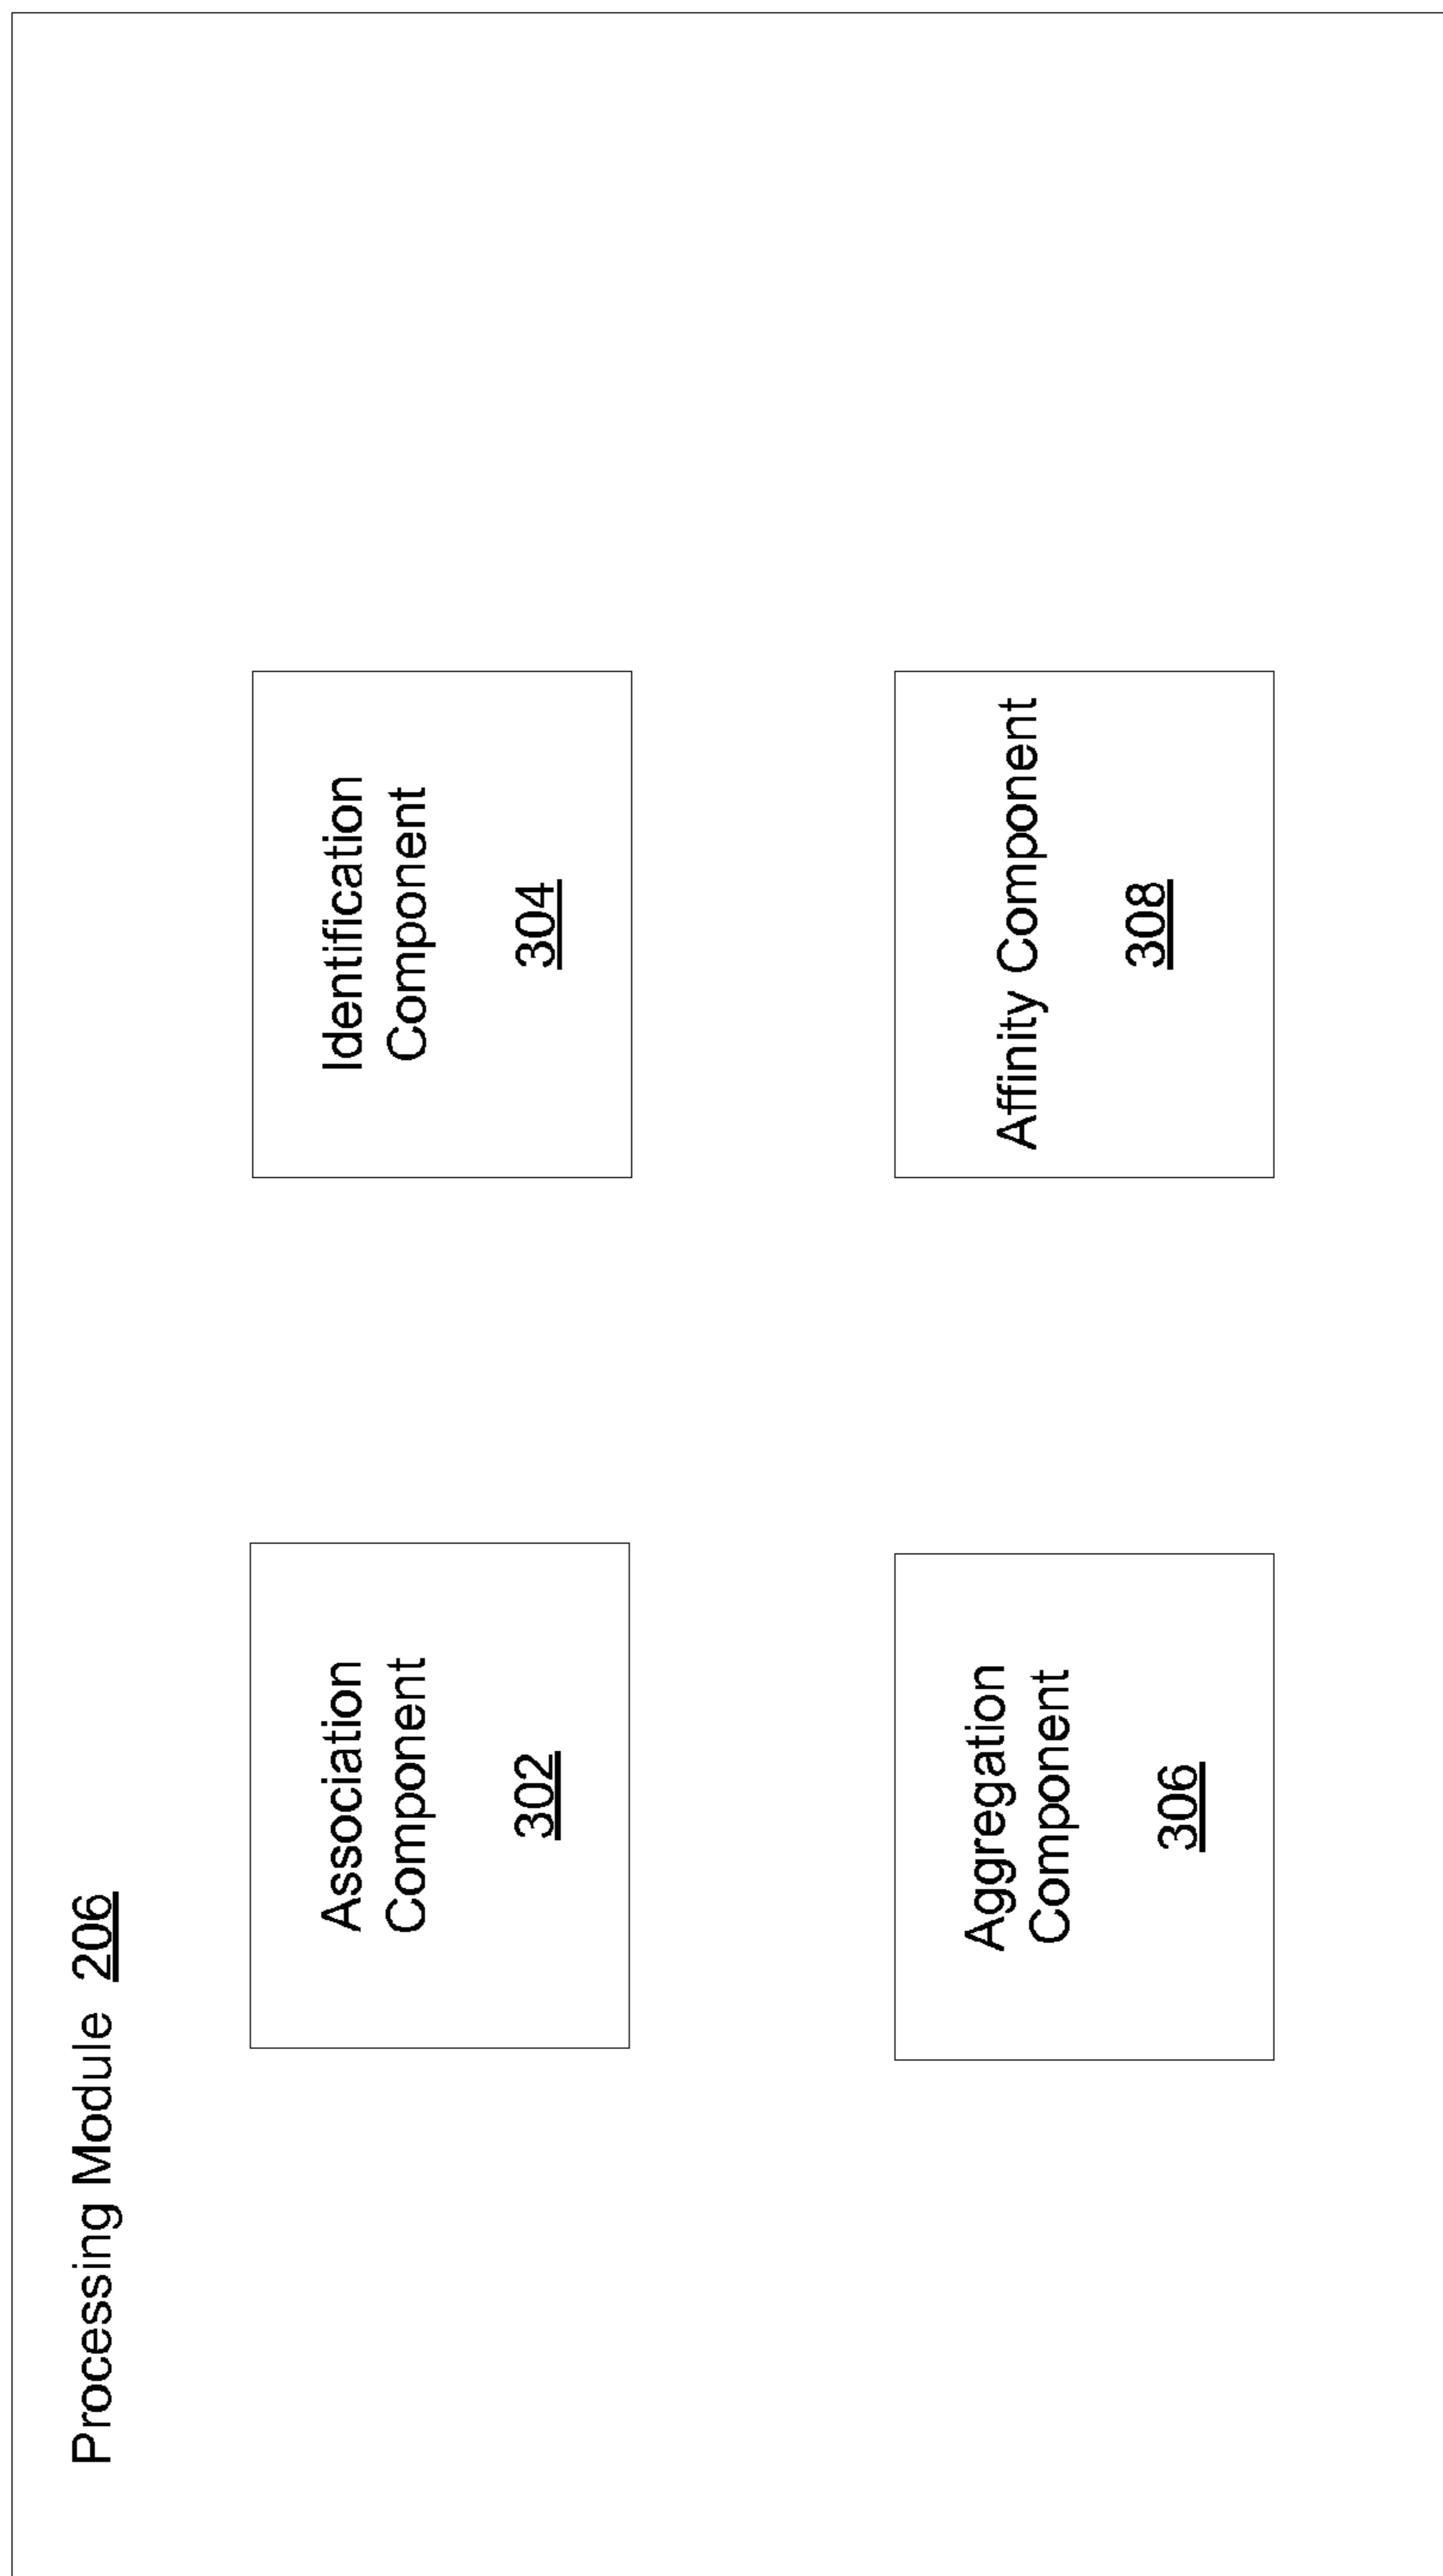 Processing Module 206
Association
Component
302
Identification
Component
304
Aggregation
Component
306
Affinity Component
308